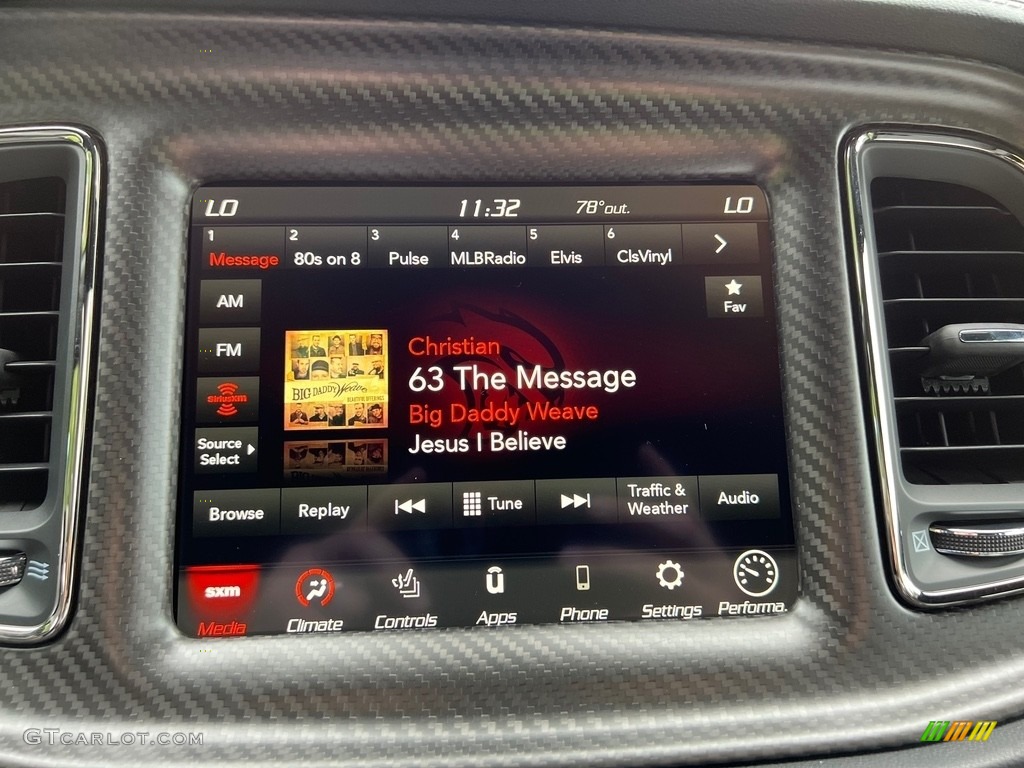 LO 11:32 78°out. LO
1 2 3 4 5 6
Message 80s on 8 Pulse MLBRadio Elvis ClsVinyl
AM
Fav
FM
Christian
63 The Message
BIG DADDY Weave
SiriusXM
Big Daddy Weave
Source
Select
Jesus I Believe
Browse Replay Tune Traffic &
Weather Audio
sxm
Media Climate Controls Apps Phone Settings Performa.
GTCARLOT.COM